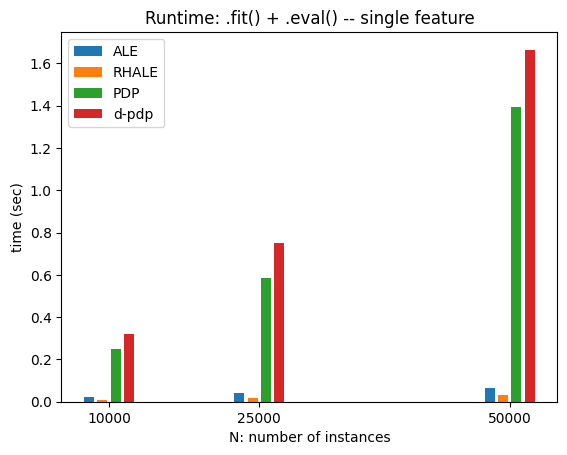 Runtime: .fit() + .eval() -- single feature
ALE
RHALE
PDP
d-pdp
time (sec)
1.6
1.4
1.2
1.0
0.8
0.6
0.4
0.2
0.0
10000
25000
50000
N: number of instances